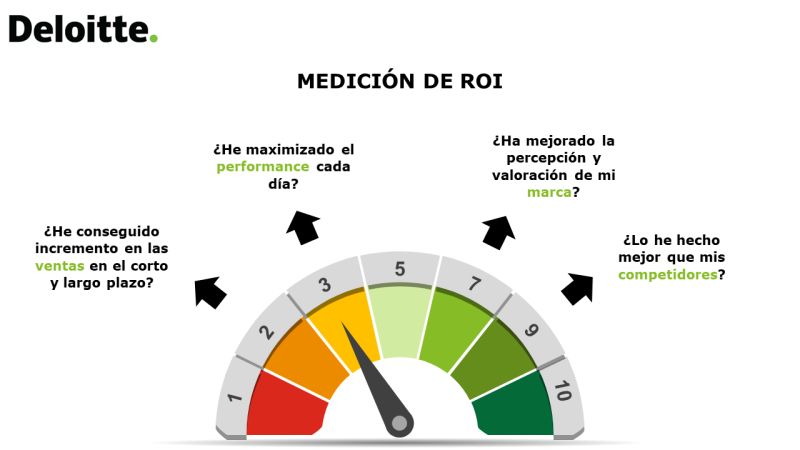 Deloitte.
MEDICIÓN DE ROI
¿He maximizado el
performance cada
día?
¿Ha mejorado la
percepción y
valoración de mi
marca?
¿He conseguido
incremento en las
ventas en el corto
y largo plazo?
¿Lo he hecho
mejor que mis
competidores?
1
2
3
5
7
9
10